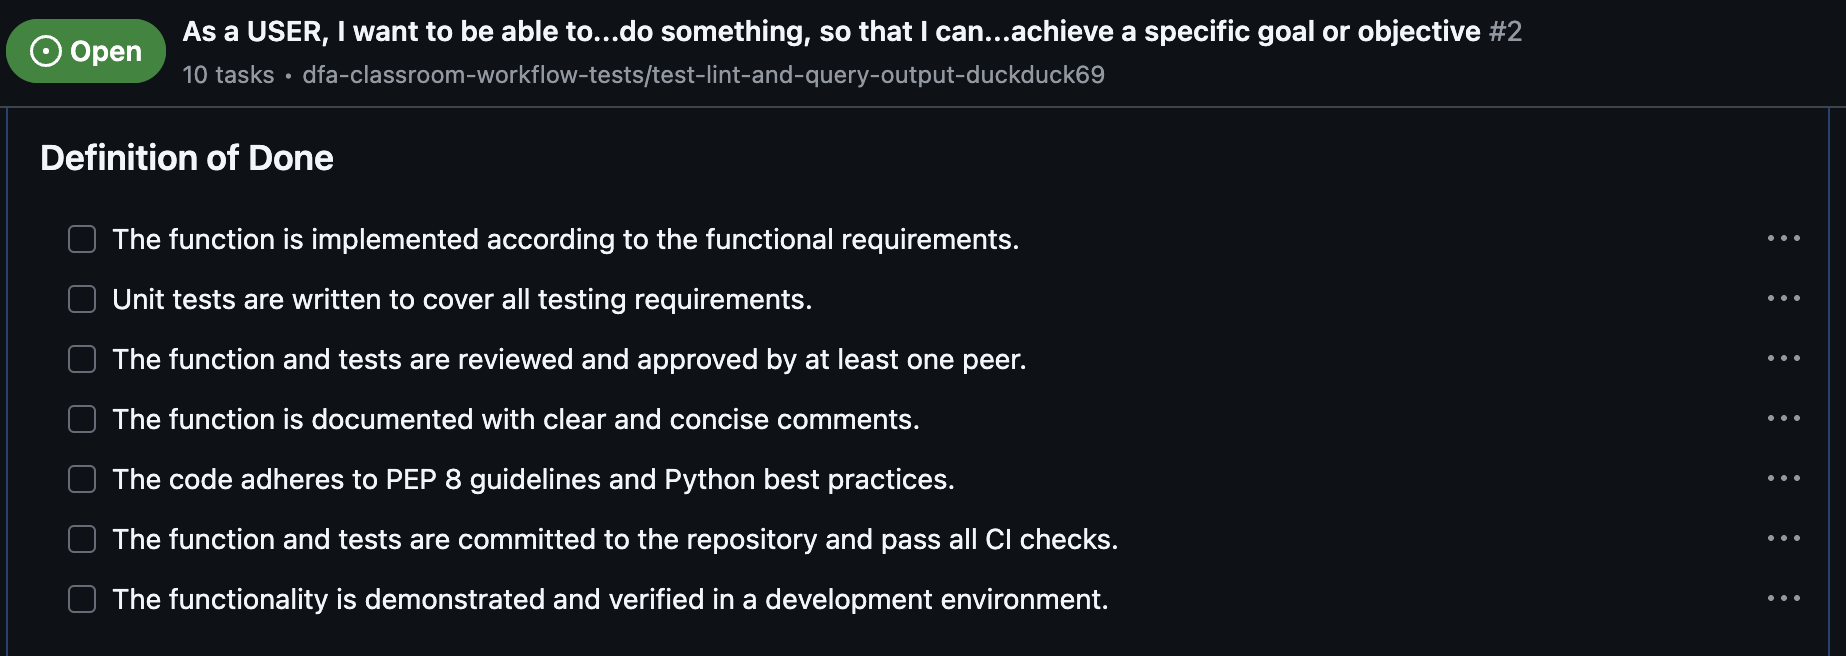 Open
As a USER, I want to be able to...do something, so that I can...achieve a specific goal or objective #2
10 tasks • dfa-classroom-workflow-tests/test-lint-and-query-output-duckduck69
Definition of Done
The function is implemented according to the functional requirements.
Unit tests are written to cover all testing requirements.
The function and tests are reviewed and approved by at least one peer.
The function is documented with clear and concise comments.
The code adheres to PEP 8 guidelines and Python best practices.
The function and tests are committed to the repository and pass all CI checks.
The functionality is demonstrated and verified in a development environment.